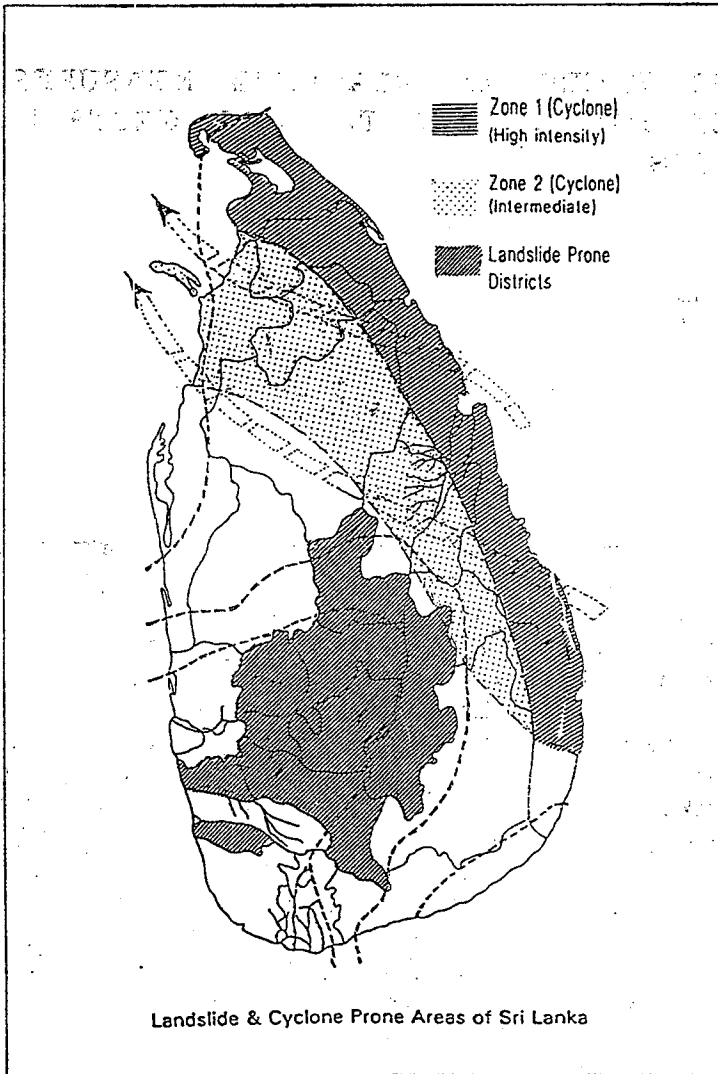 Zone 1 (Cyclone)
(High intensity)
Zone 2 (Cyclone)
(Intermediate)
Landslide Prone
Districts
Landslide & Cyclone Prone Areas of Sri Lanka